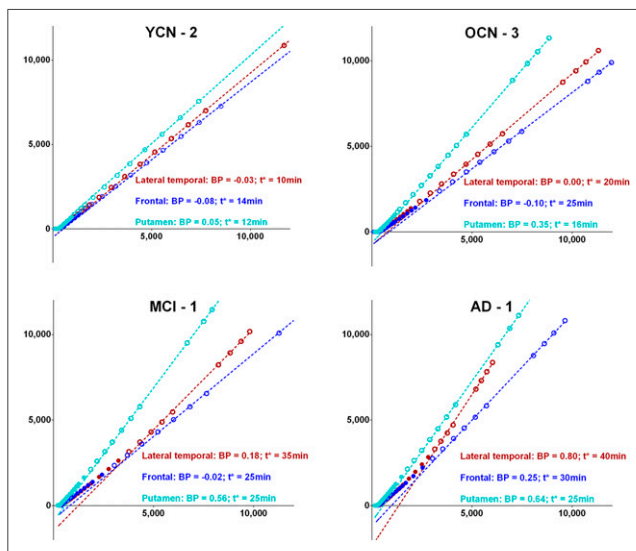 YCN - 2
10,000
5,000
Lateral temporal: BP = -0.03; t* = 10min
Frontal: BP = -0.08; t* = 14min
Putamen: BP = 0.05; t* = 12min
5,000
10,000
OCN - 3
10,000
5,000
Lateral temporal: BP = 0.00; t* = 20min
Frontal: BP = -0.10; t* = 25min
Putamen: BP = 0.35; t* = 16min
0
5,000
10,000
MCI - 1
10,000
5,000
Lateral temporal: BP = 0.18; t* = 35min
Frontal: BP = -0.02; t* = 25min
Putamen: BP = 0.56; t* = 25min
0
5,000
10,000
AD - 1
10,000
5,000
Lateral temporal: BP = 0.80; t* = 40min
Frontal: BP = 0.25; t* = 30min
Putamen: BP = 0.64; t* = 25min
0
5,000
10,000